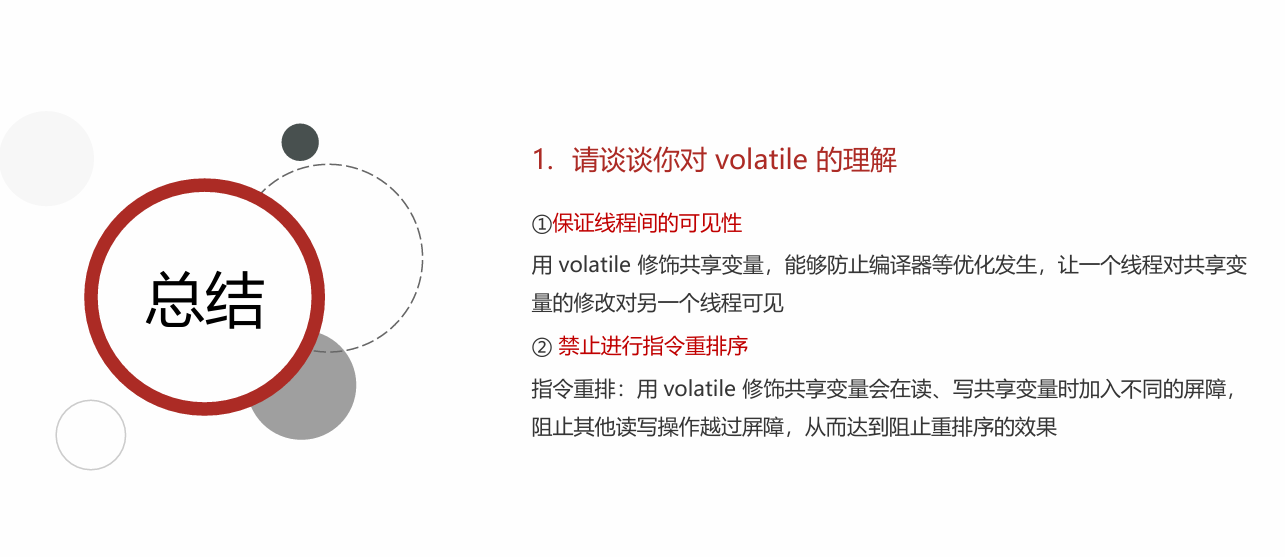 总结
1. 请谈谈你对 volatile 的理解
①保证线程间的可见性
用 volatile 修饰共享变量，能够防止编译器等优化发生，让一个线程对共享变
量的修改对另一个线程可见
② 禁止进行指令重排序
指令重排：用 volatile 修饰共享变量会在读、写共享变量时加入不同的屏障，
阻止其他读写操作越过屏障，从而达到阻止重排序的效果